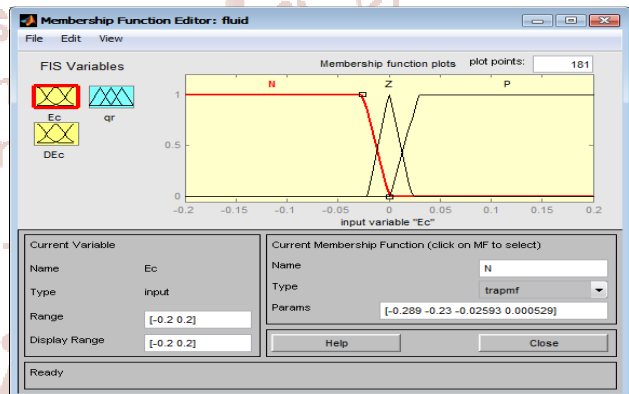 Membership Function Editor: fluid
File Edit View
FIS Variables
Membership function plots plot points: 181
Ec qr
DEc
N Z P
1
0.5
0
-0.2 -0.15 -0.1 -0.05 0 0.05 0.1 0.15 0.2
input variable "Ec"
Current Variable
Name Ec
Type input
Range [-0.2 0.2]
Display Range [-0.2 0.2]
Current Membership Function (click on MF to select)
Name N
Type trapmf
Params [-0.289 -0.23 -0.02593 0.000529]
Help Close
Ready